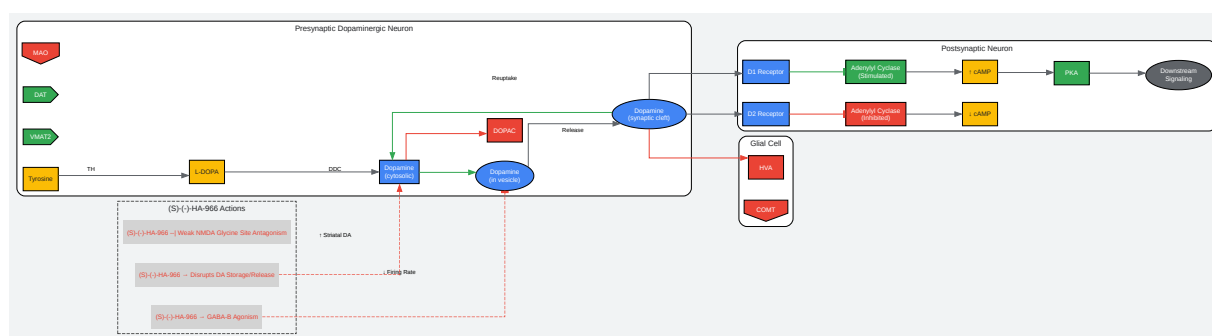 Presynaptic Dopaminergic Neuron
MAO
DAT
VMAT2
Tyrosine
TH
L-DOPA
DDC
Dopamine
(cytosolic)
DOPAC
Reuptake
Dopamine
(in vesicle)
Release
Dopamine
(synaptic cleft)
Postsynaptic Neuron
D1 Receptor
Adenylyl Cyclase
(Stimulated)
↑ cAMP
PKA
Downstream
Signaling
D2 Receptor
Adenylyl Cyclase
(Inhibited)
↓ cAMP
Glial Cell
HVA
COMT
(S)-(-)-HA-966 Actions
(S)-(-)-HA-966 --| Weak NMDA Glycine Site Antagonism
↑ Striatal DA
(S)-(-)-HA-966 → Disrupts DA Storage/Release
↓ Firing Rate
(S)-(-)-HA-966 → GABA-B Agonism